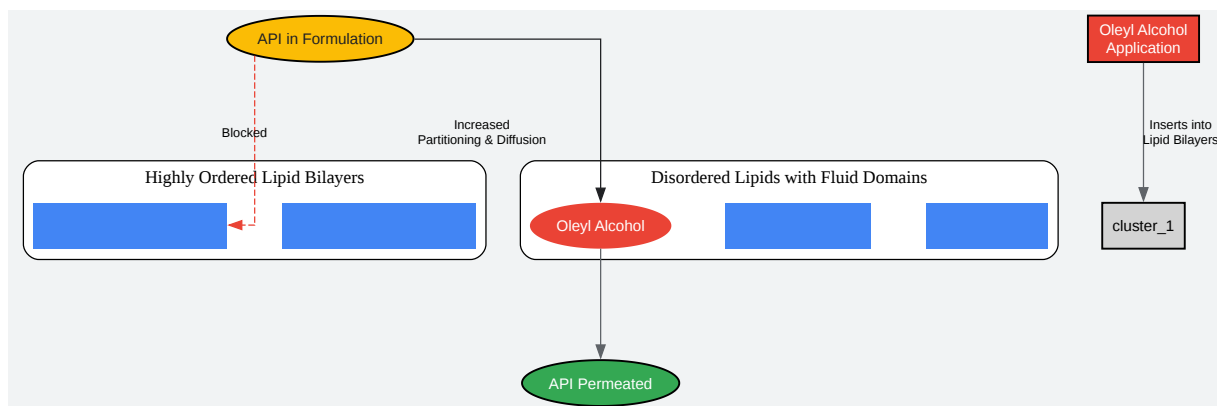 API in Formulation
Oleyl Alcohol
Application
Blocked
Increased
Partitioning & Diffusion
Inserts into
Lipid Bilayers
Highly Ordered Lipid Bilayers
Disordered Lipids with Fluid Domains
Oleyl Alcohol
cluster_1
API Permeated